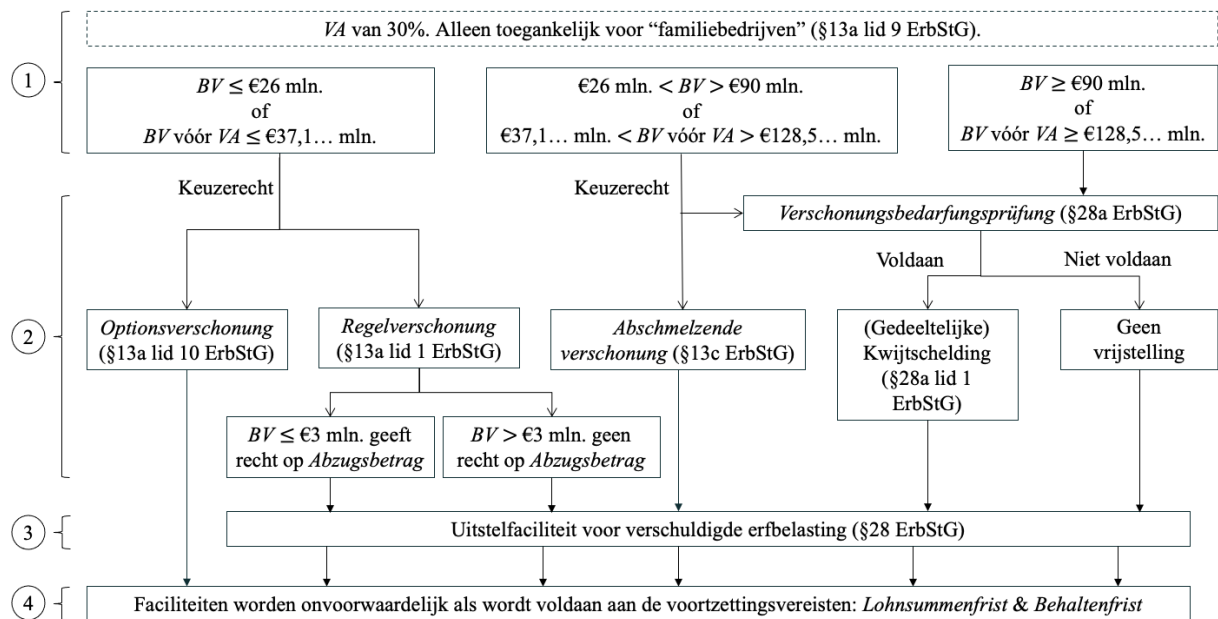 VA van 30%. Alleen toegankelijk voor “familiebedrijven” (§13a lid 9 ErbStG).
1
BV ≤ €26 mln.
of
BV vóór VA ≤ €37,1… mln.
€26 mln. < BV > €90 mln.
of
€37,1… mln. < BV vóór VA > €128,5… mln.
BV ≥ €90 mln.
of
BV vóór VA ≥ €128,5… mln.
Keuzerecht
Keuzerecht
Verschonungsbedarfungsprüfung (§28a ErbStG)
Voldaan
Niet voldaan
2
Optionsverschonung
(§13a lid 10 ErbStG)
Regelverschonung
(§13a lid 1 ErbStG)
Abschmelzende
verschonung (§13c ErbStG)
(Gedeeltelijke)
Kwijtschelding
(§28a lid 1
ErbStG)
Geen
vrijstelling
BV ≤ €3 mln. geeft
recht op Abzugsbetrag
BV > €3 mln. geen
recht op Abzugsbetrag
3
Uitstelfaciliteit voor verschuldigde erfbelasting (§28 ErbStG)
4
Faciliteiten worden onvoorwaardelijk als wordt voldaan aan de voortzettingsvereisten: Lohnsummenfrist & Behaltenfrist